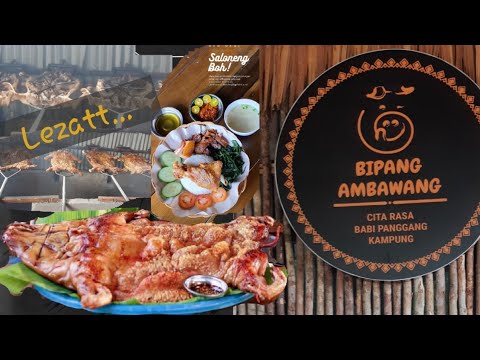 Lezatt...
Saloneng
Boh!
BIPANG
AMBAWANG
CITA RASA
BABI PANGGANG
KAMPUNG